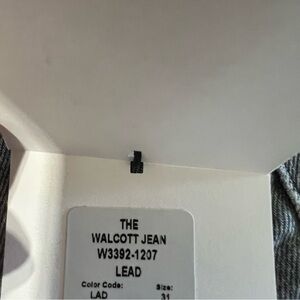 THE
WALCOTT JEAN
W3392-1207
LEAD
Color Code: Size:
LAD 31